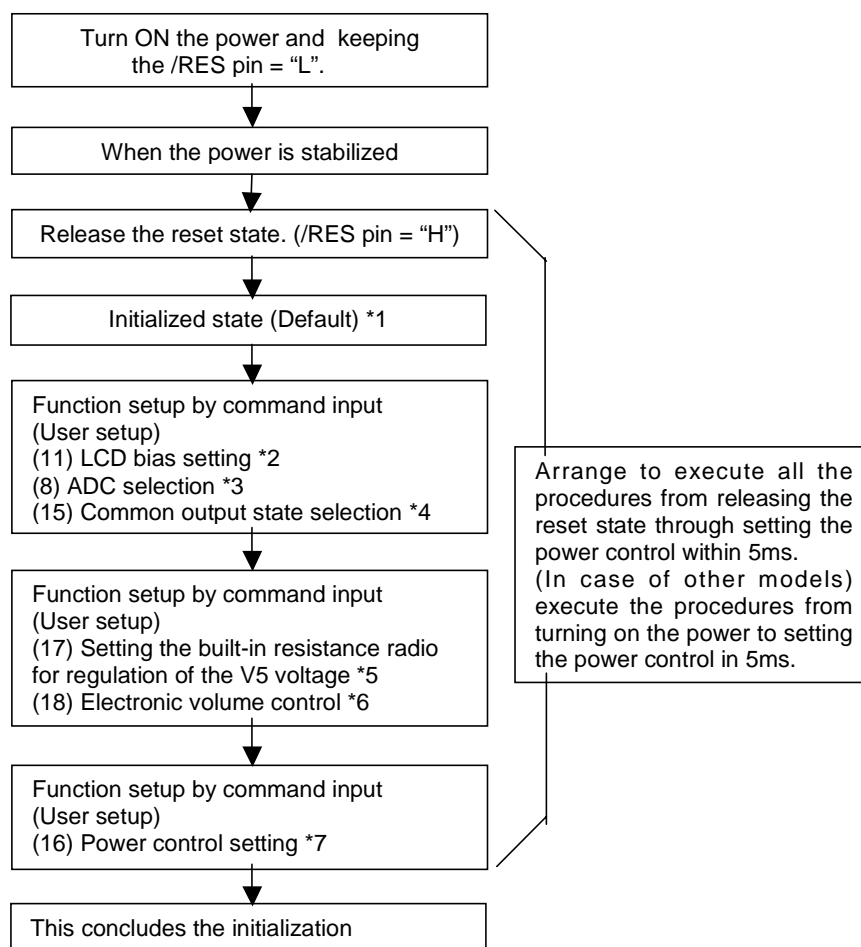 Turn ON the power and keeping
the /RES pin = “L”.
When the power is stabilized
Release the reset state. (/RES pin = “H”)
Initialized state (Default) *1
Function setup by command input
(User setup)
(11) LCD bias setting *2
(8) ADC selection *3
(15) Common output state selection *4
Function setup by command input
(User setup)
(17) Setting the built-in resistance radio
for regulation of the V5 voltage *5
(18) Electronic volume control *6
Function setup by command input
(User setup)
(16) Power control setting *7
This concludes the initialization
Arrange to execute all the
procedures from releasing the
reset state through setting the
power control within 5ms.
(In case of other models)
execute the procedures from
turning on the power to setting
the power control in 5ms.